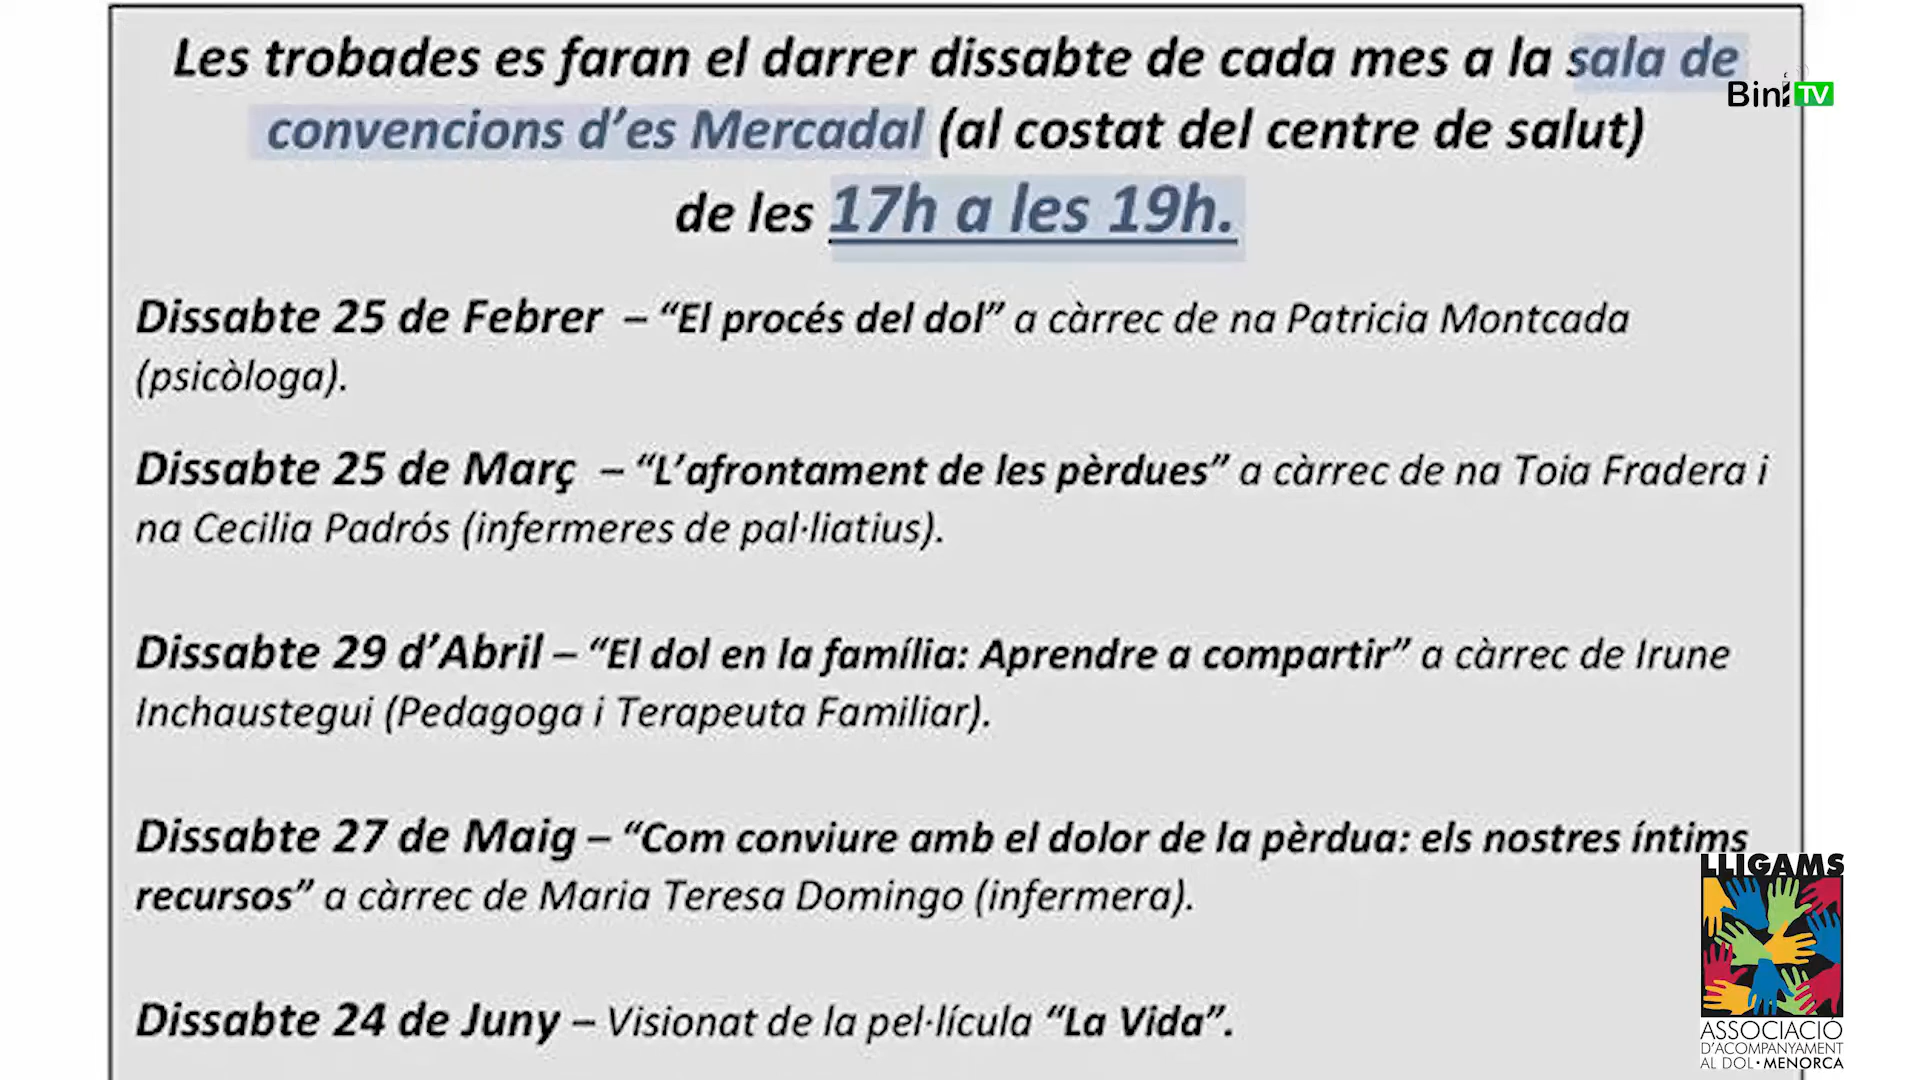 Les trobades es faran el darrer dissabte de cada mes a la sala de
convencions d’es Mercadal (al costat del centre de salut)
de les 17h a les 19h.
Bini TV
Dissabte 25 de Febrer – “El procés del dol” a càrrec de na Patricia Montcada
(psicòloga).
Dissabte 25 de Març – “L’afrontament de les pèrdues” a càrrec de na Toia Fradera i
na Cecilia Padrós (infermeres de pal·liatius).
Dissabte 29 d’Abril – “El dol en la família: Aprendre a compartir” a càrrec de Irune
Inchaustegui (Pedagoga i Terapeuta Familiar).
Dissabte 27 de Maig – “Com conviure amb el dolor de la pèrdua: els nostres íntims
recursos” a càrrec de Maria Teresa Domingo (infermera).
Dissabte 24 de Juny – Visionat de la pel·lícula “La Vida”.
LLIGAMS
ASSOCIACIÓ
D'ACOMPANYAMENT
AL DOL · MENORCA